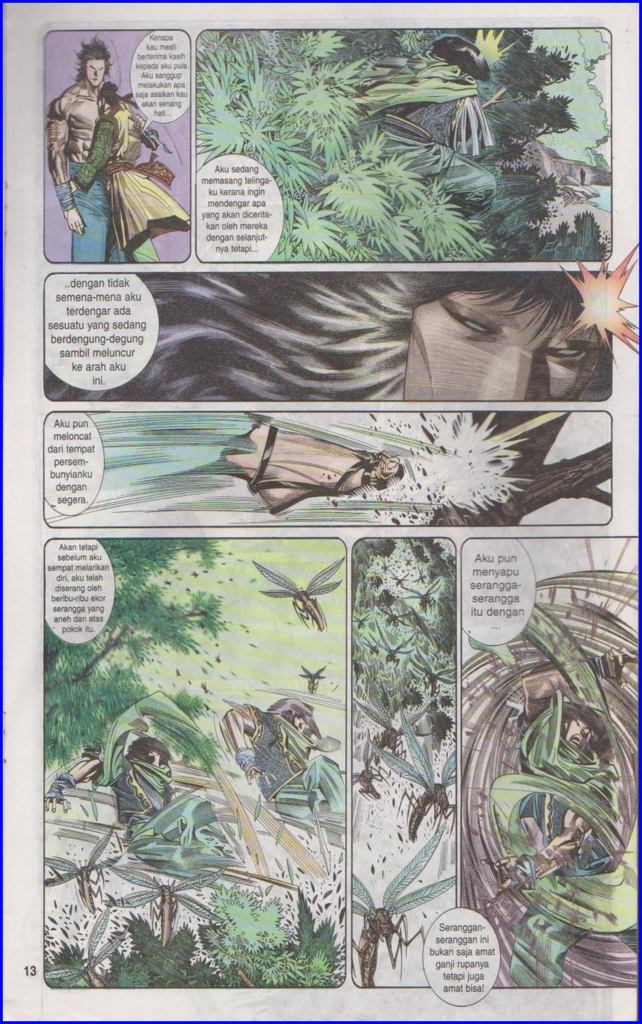 Kenapa
kau mesti
berterima kasih
kepada aku pula.
Aku sanggup
melakukan apa
saja asalkan kau
akan senang
hati...
Aku sedang
memasang telinga-
ku kerana ingin
mendengar apa
yang akan dicerita-
kan oleh mereka
dengan selanjut-
nya tetapi...
..dengan tidak
semena-mena aku
terdengar ada
sesuatu yang sedang
berdengung-degung
sambil meluncur
ke arah aku
ini.
Aku pun
meloncat
dari tempat
persem-
bunyianku
dengan
segera.
Akan tetapi
sebelum aku
sempat melarikan
diri, aku telah
diserang oleh
beribu-ribu ekor
serangga yang
aneh dari atas
pokok itu.
Aku pun
menyapu
serangga-
serangga
itu dengan
...
Seranggan-
seranggan ini
bukan saja amat
ganji rupanya
tetapi juga
amat bisa!
13